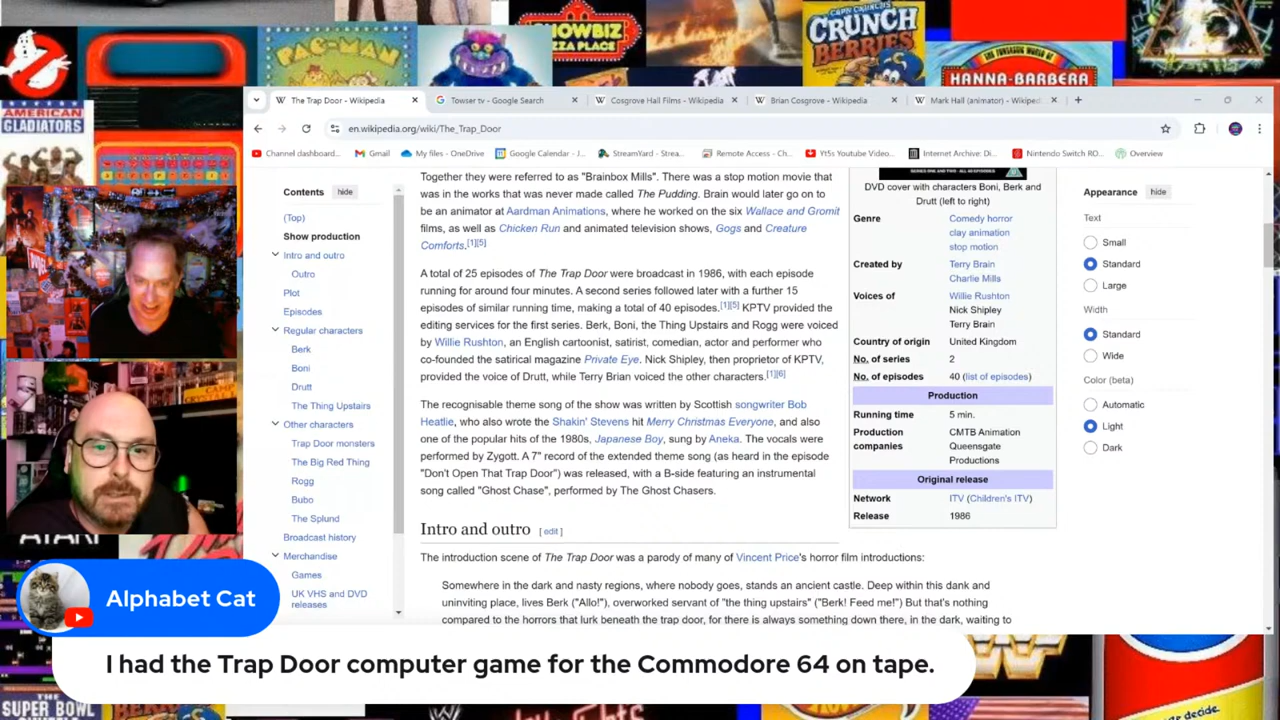 SHOWBIZ
ZZA PLACE
CAP'N CRUNCH'S
CRUNCH
BERRIES
PAC-MAN
THE FUNTASTIC WORLD OF
HANNA-BARBERA
AMERICAN
GLADIATORS
The Trap Door - Wikipedia
Towser tv - Google Search
Cosgrove Hall Films - Wikipedia
Brian Cosgrove - Wikipedia
Mark Hall (animator) - Wikiped
en.wikipedia.org/wiki/The_Trap_Door
Channel dashboard...
Gmail
My files - OneDrive
Google Calendar - J...
StreamYard - Strea...
Remote Access - Ch...
Yt5s Youtube Video...
Internet Archive: Di...
Nintendo Switch RO...
Overview
Contents hide
(Top)
Show production
Intro and outro
Outro
Plot
Episodes
Regular characters
Berk
Boni
Drutt
The Thing Upstairs
Other characters
Trap Door monsters
The Big Red Thing
Rogg
Bubo
The Splund
Broadcast history
Merchandise
Games
UK VHS and DVD
releases
Together they were referred to as "Brainbox Mills". There was a stop motion movie that
was in the works that was never made called The Pudding. Brain would later go on to
be an animator at Aardman Animations, where he worked on the six Wallace and Gromit
films, as well as Chicken Run and animated television shows, Gogs and Creature
Comforts.[1][5]
A total of 25 episodes of The Trap Door were broadcast in 1986, with each episode
running for around four minutes. A second series followed later with a further 15
episodes of similar running time, making a total of 40 episodes.[1][5] KPTV provided the
editing services for the first series. Berk, Boni, the Thing Upstairs and Rogg were voiced
by Willie Rushton, an English cartoonist, satirist, comedian, actor and performer who
co-founded the satirical magazine Private Eye. Nick Shipley, then proprietor of KPTV,
provided the voice of Drutt, while Terry Brian voiced the other characters.[1][6]
The recognisable theme song of the show was written by Scottish songwriter Bob
Heatlie, who also wrote the Shakin' Stevens hit Merry Christmas Everyone, and also
one of the popular hits of the 1980s, Japanese Boy, sung by Aneka. The vocals were
performed by Zygott. A 7" record of the extended theme song (as heard in the episode
"Don't Open That Trap Door") was released, with a B-side featuring an instrumental
song called "Ghost Chase", performed by The Ghost Chasers.
Intro and outro [ edit ]
The introduction scene of The Trap Door was a parody of many of Vincent Price's horror film introductions:
Somewhere in the dark and nasty regions, where nobody goes, stands an ancient castle. Deep within this dank and
uninviting place, lives Berk ("Allo!"), overworked servant of "the thing upstairs" ("Berk! Feed me!") But that's nothing
compared to the horrors that lurk beneath the trap door, for there is always something down there, in the dark, waiting to
DVD cover with characters Boni, Berk and
Drutt (left to right)
Genre Comedy horror
clay animation
stop motion
Created by Terry Brain
Charlie Mills
Voices of Willie Rushton
Nick Shipley
Terry Brain
Country of origin United Kingdom
No. of series 2
No. of episodes 40 (list of episodes)
Production
Running time 5 min.
Production companies CMTB Animation
Queensgate
Productions
Original release
Network ITV (Children's ITV)
Release 1986
Appearance hide
Text
Small
Standard
Large
Width
Standard
Wide
Color (beta)
Automatic
Light
Dark
ATARI
Alphabet Cat
I had the Trap Door computer game for the Commodore 64 on tape.
THE
SUPER BOWL
decide.